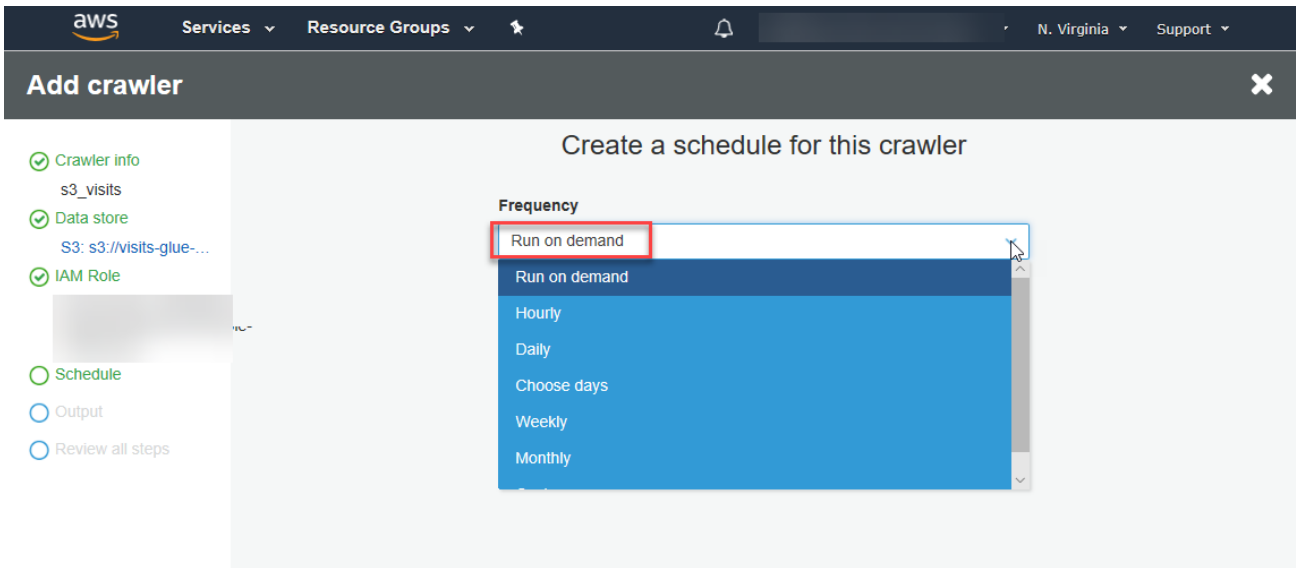 aws
Services
Resource Groups
N. Virginia
Support
Add crawler
Crawler info
s3_visits
Data store
S3: s3://visits-glue-...
IAM Role
Schedule
Output
Review all steps
Create a schedule for this crawler
Frequency
Run on demand
Run on demand
Hourly
Daily
Choose days
Weekly
Monthly